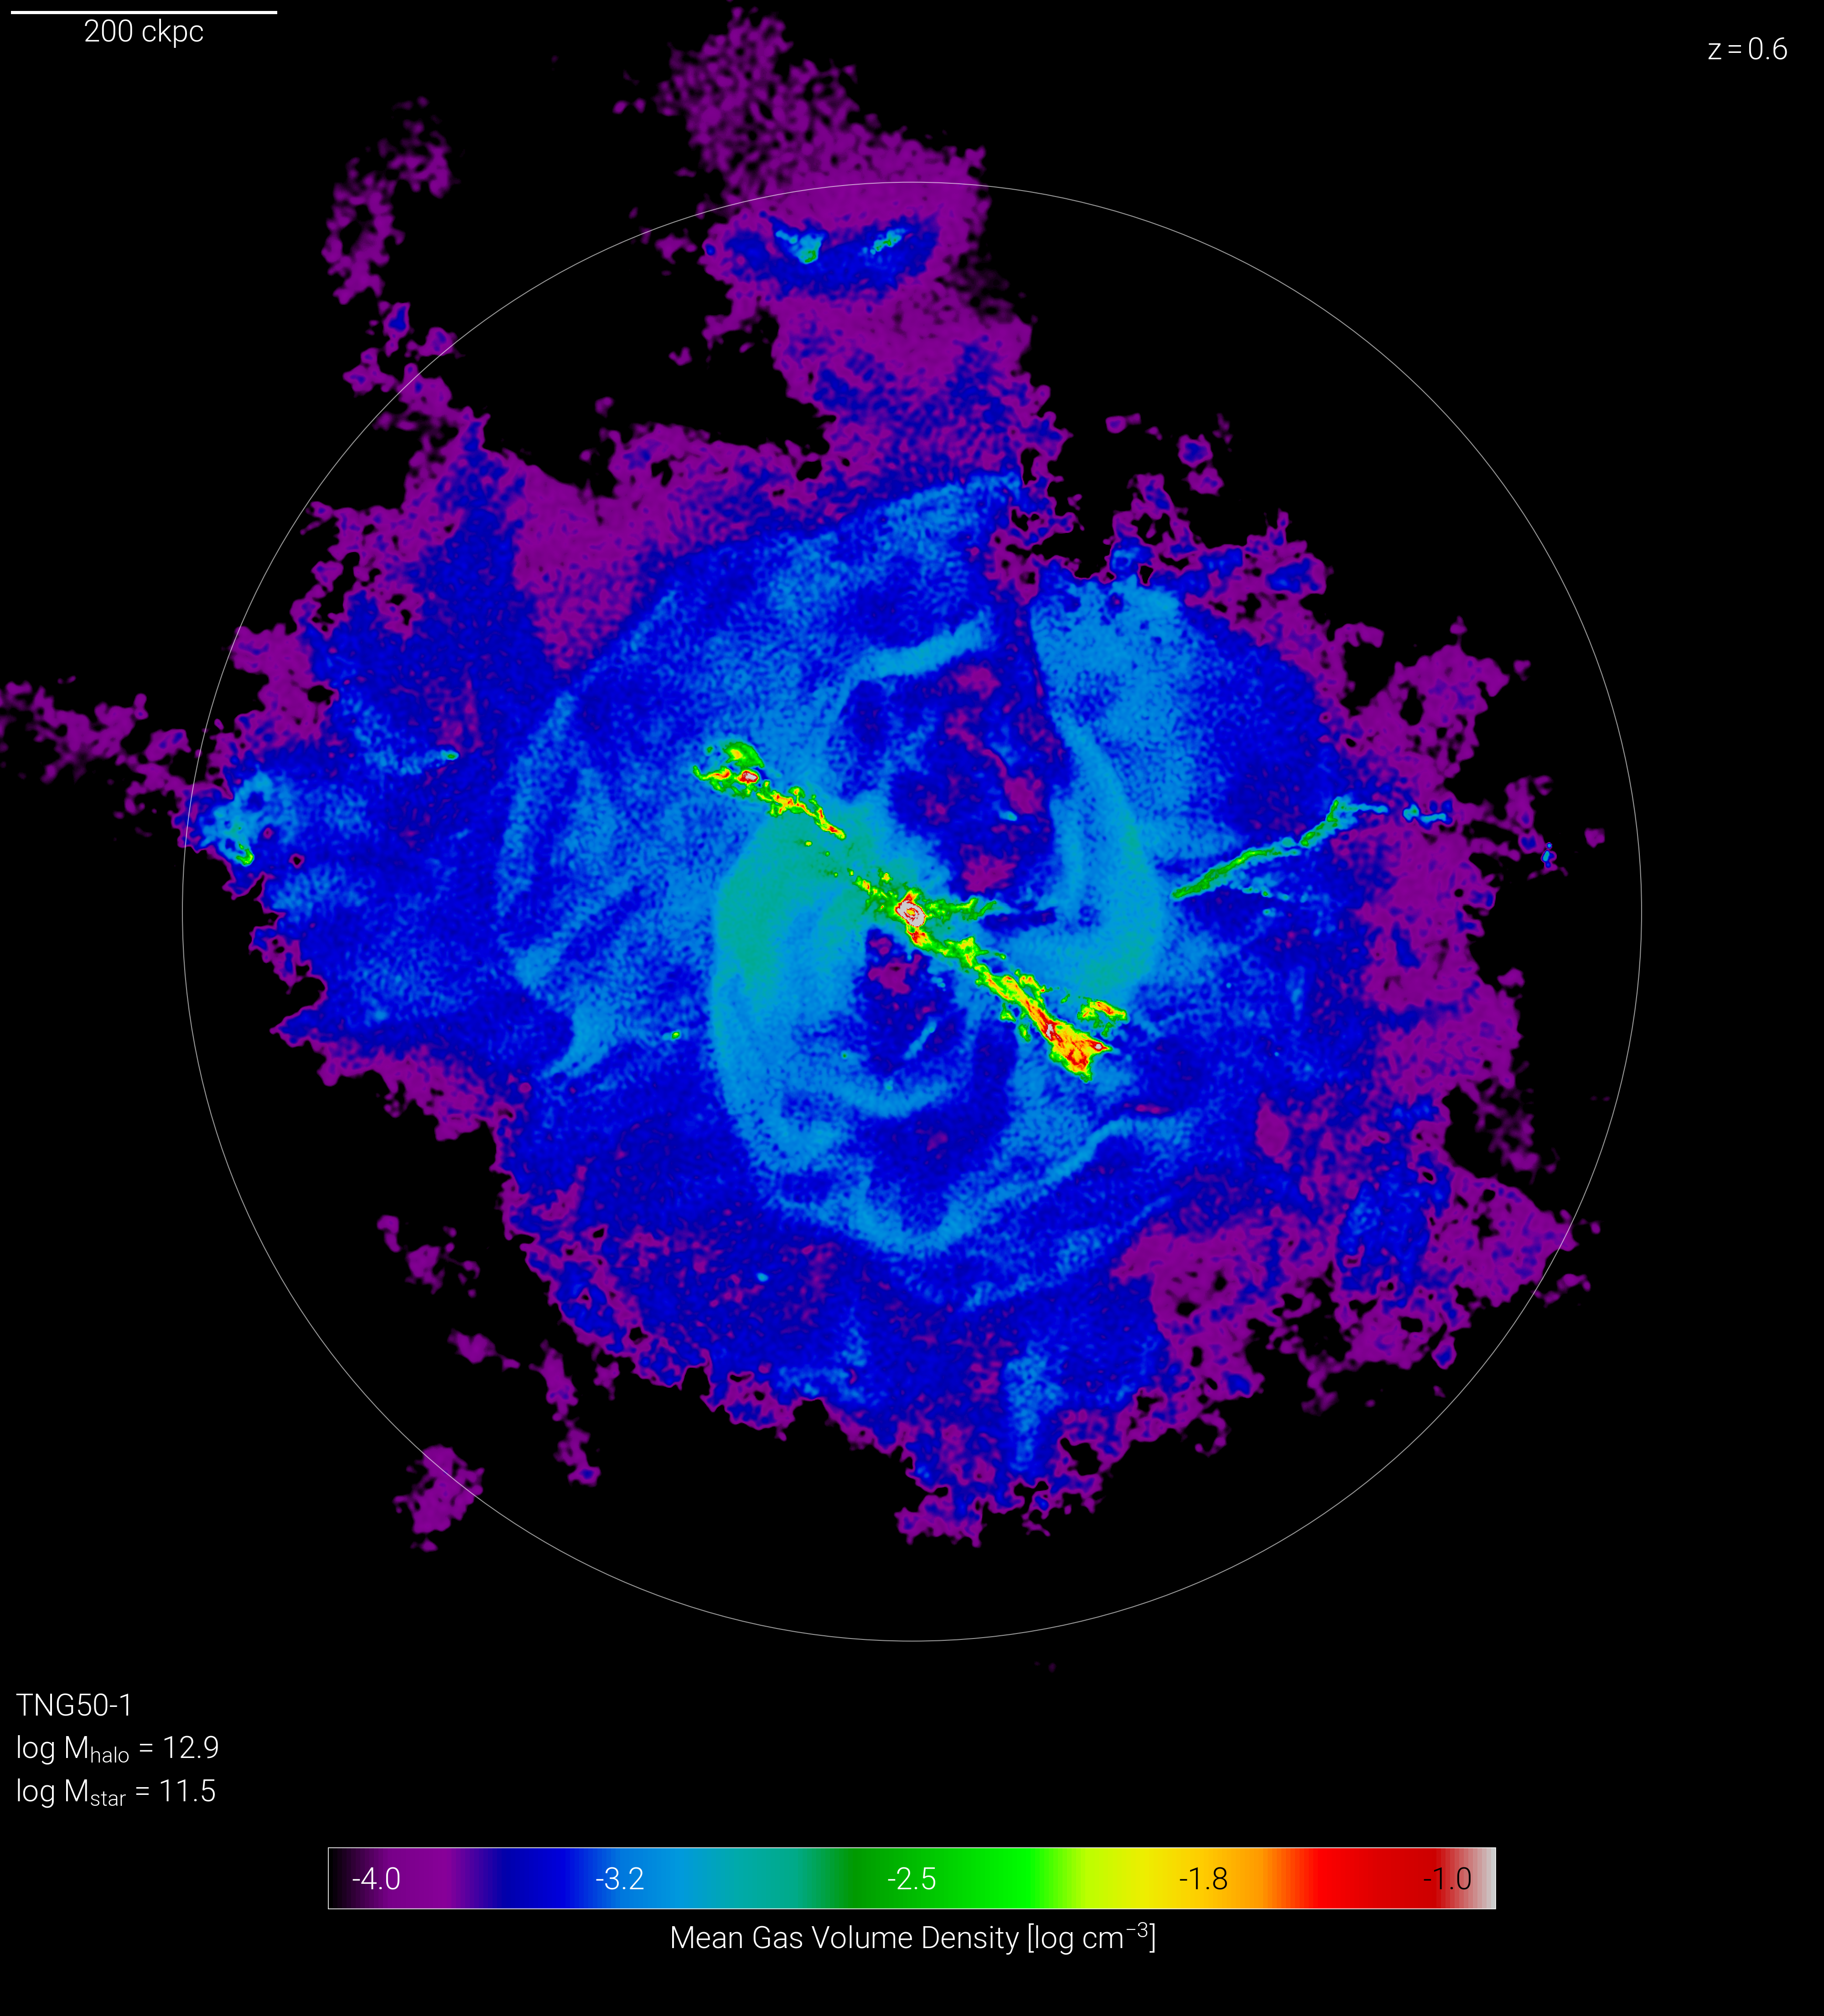 200 ckpc
z = 0.6
TNG50-1
log Mhalo = 12.9
log Mstar = 11.5
-4.0 -3.2 -2.5 -1.8 -1.0
Mean Gas Volume Density [log cm⁻³]